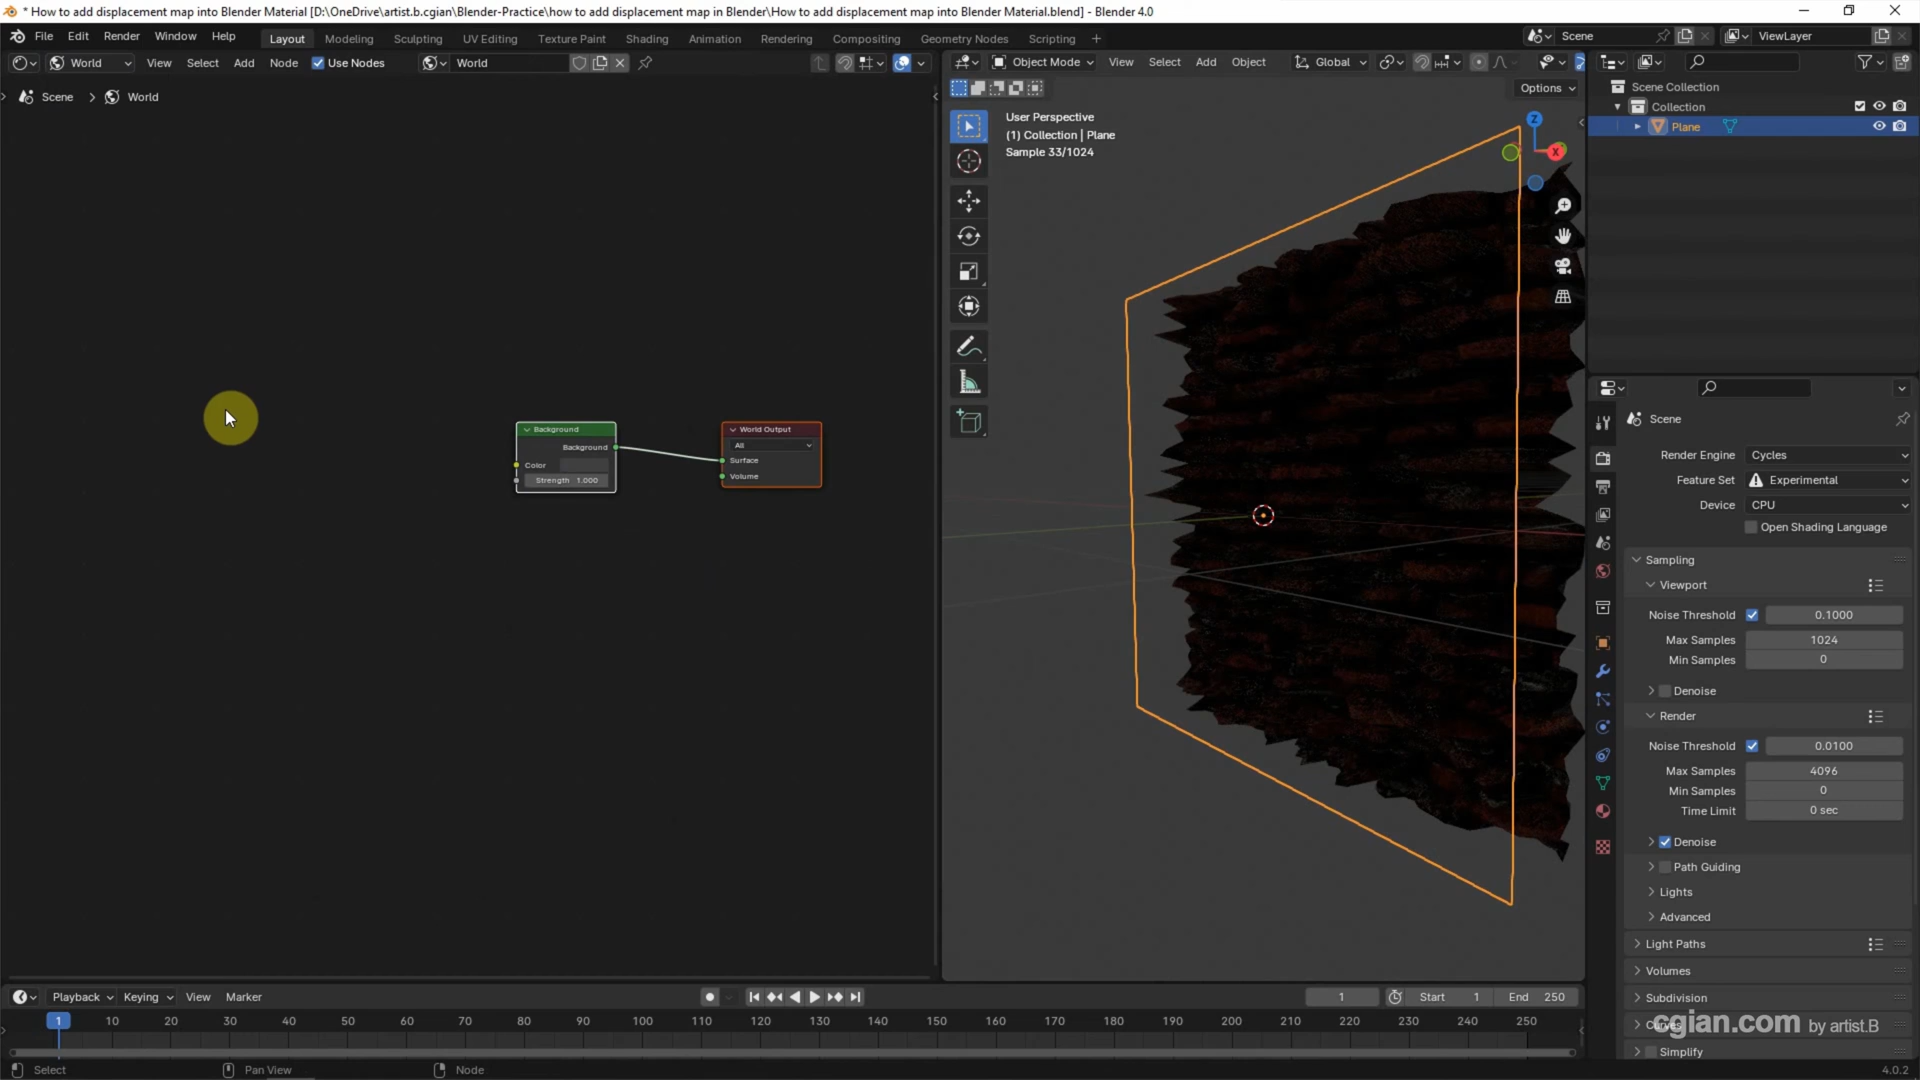 * How to add displacement map into Blender Material [D:\OneDrive\artist.b.cgian\Blender-Practice\how to add displacement map in Blender\How to add displacement map into Blender Material.blend] - Blender 4.0
File Edit Render Window Help
Layout Modeling Sculpting UV Editing Texture Paint Shading Animation Rendering Compositing Geometry Nodes Scripting +
Scene
ViewLayer
World View Select Add Node Use Nodes World
Scene > World
Background
Background
Color
Strength 1.000
World Output
All
Surface
Volume
Object Mode View Select Add Object Global
Options
User Perspective
(1) Collection | Plane
Sample 33/1024
Z
X
Scene Collection
Collection
Plane
Scene
Render Engine Cycles
Feature Set Experimental
Device CPU
Open Shading Language
Sampling
Viewport
Noise Threshold 0.1000
Max Samples 1024
Min Samples 0
Denoise
Render
Noise Threshold 0.0100
Max Samples 4096
Min Samples 0
Time Limit 0 sec
Denoise
Path Guiding
Lights
Advanced
Light Paths
Volumes
Subdivision
Curves
cgian.com by artist.B
Simplify
Playback Keying View Marker
1 Start 1 End 250
1 10 20 30 40 50 60 70 80 90 100 110 120 130 140 150 160 170 180 190 200 210 220 230 240 250
Select Pan View Node
4.0.2